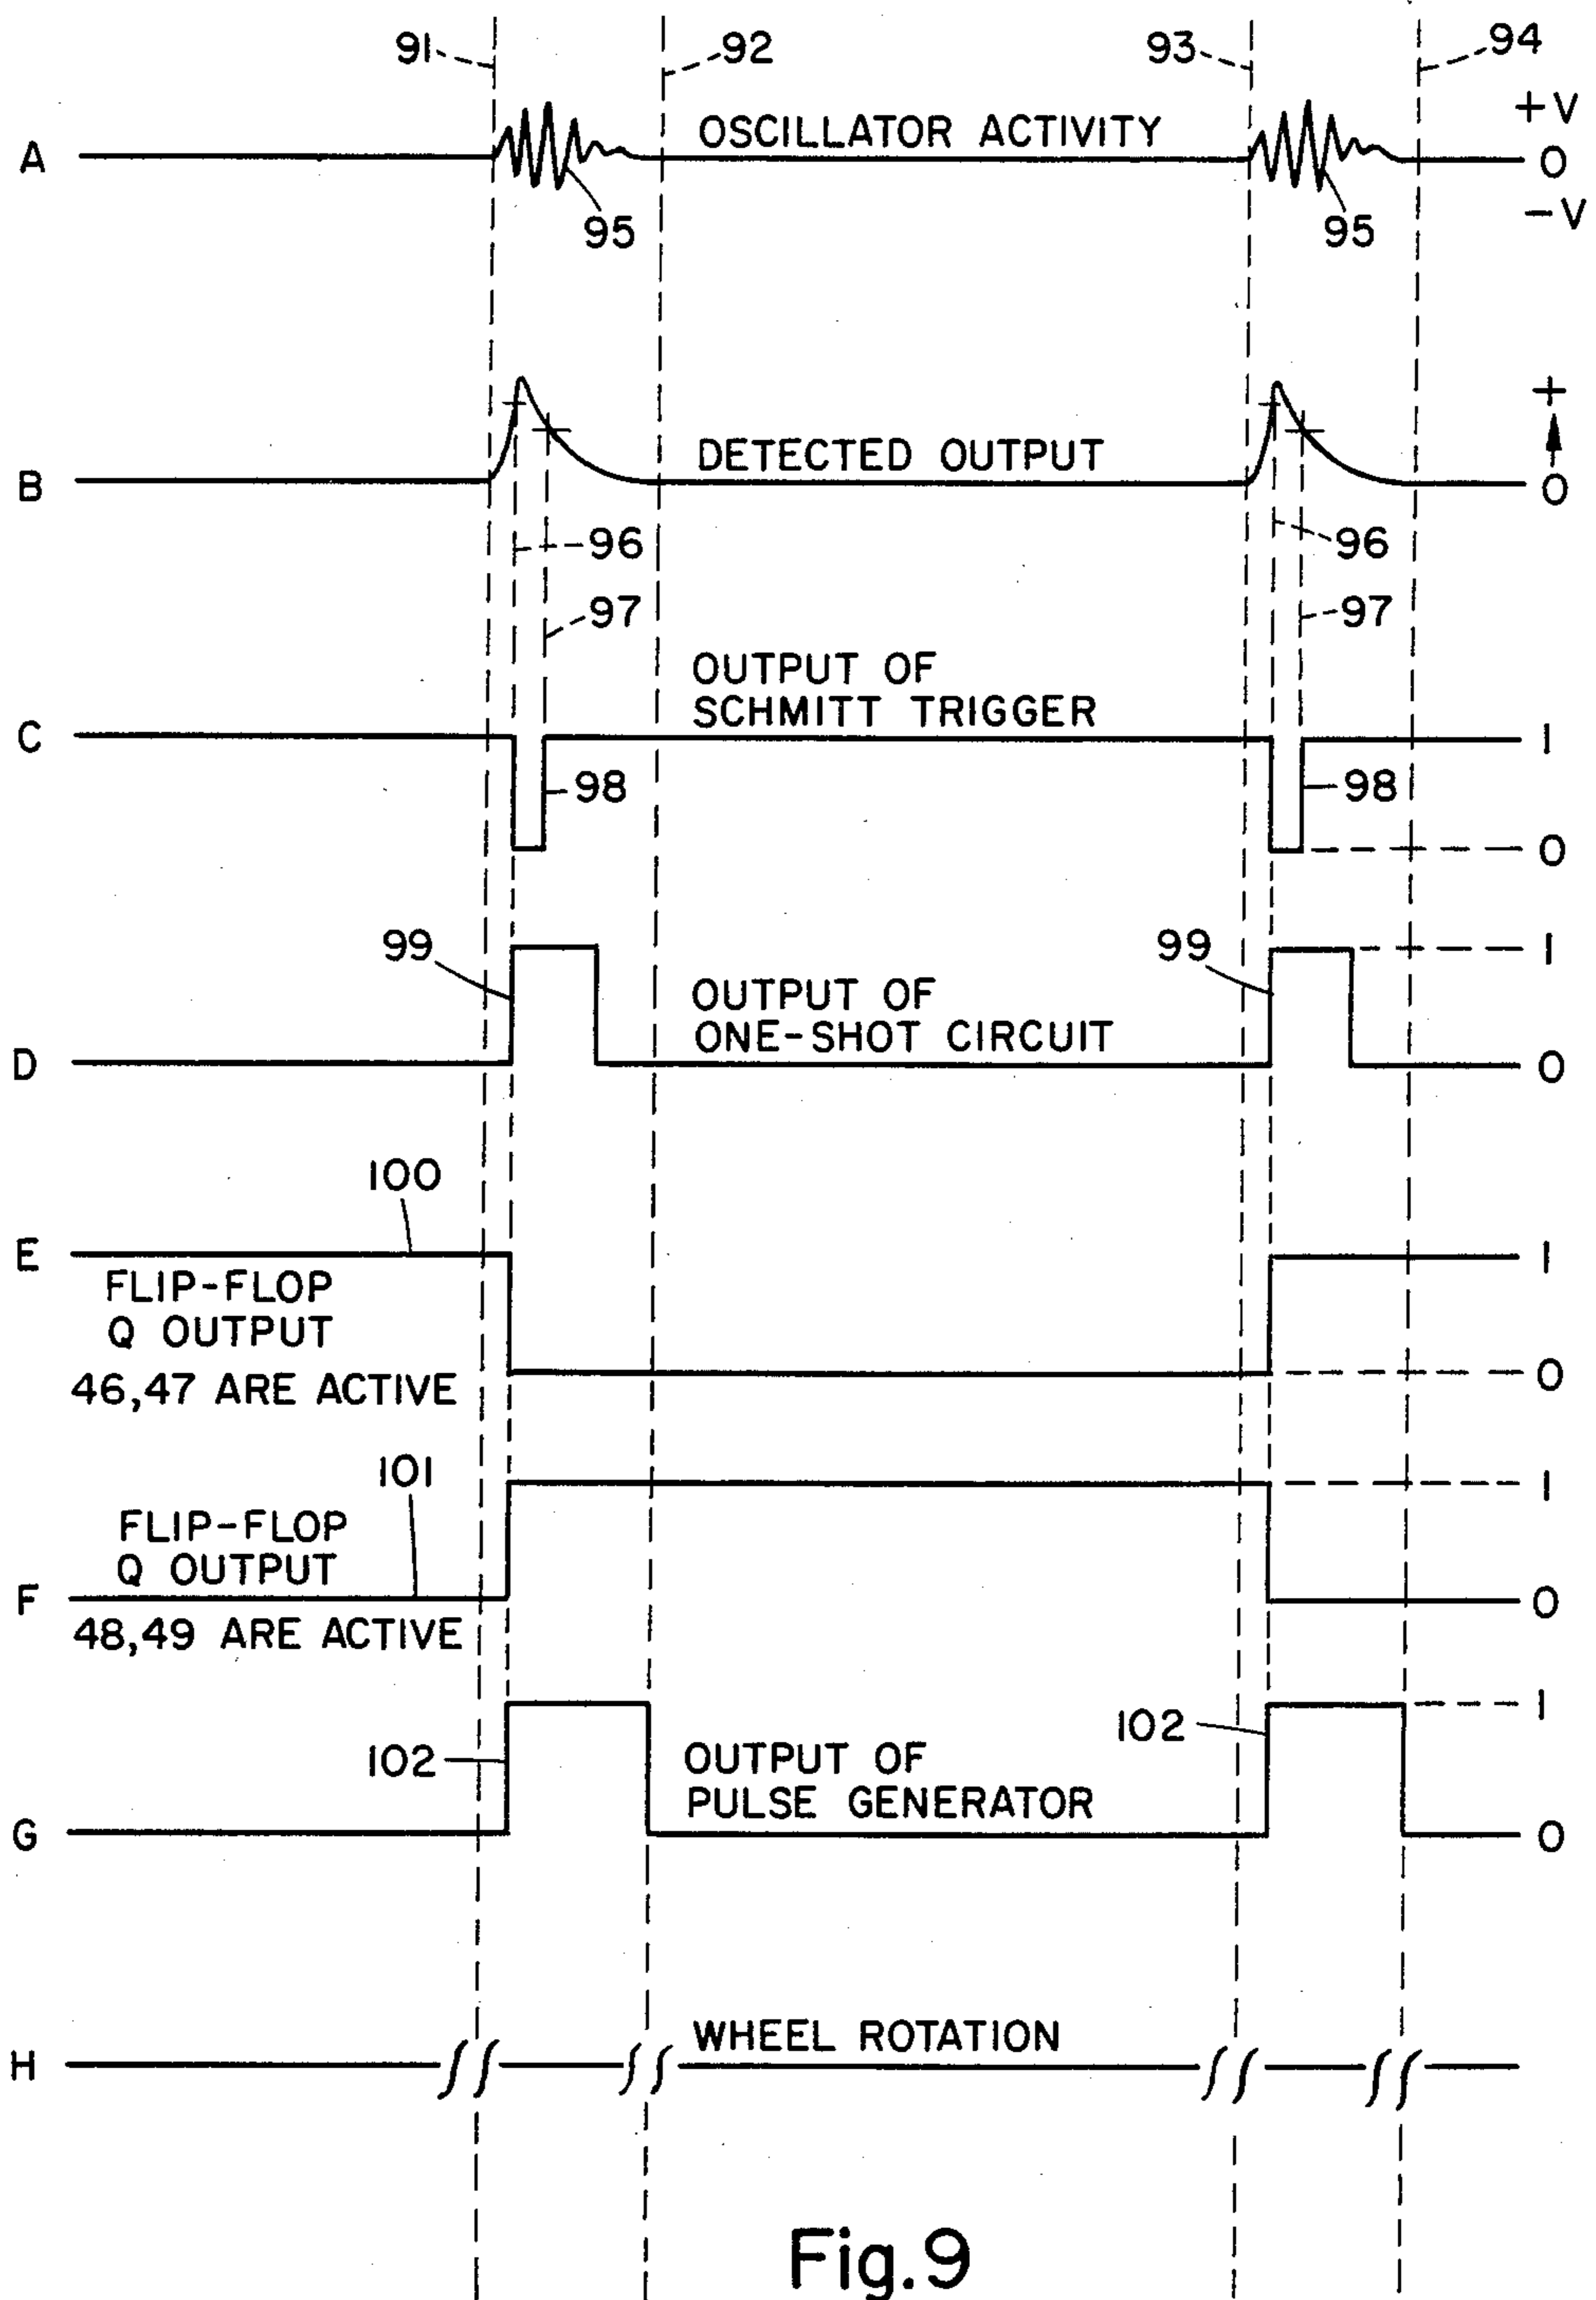 91 92 93 94
A OSCILLATOR ACTIVITY +V
0
-V
95 95
B DETECTED OUTPUT +
0
96 96
97 97
C OUTPUT OF
SCHMITT TRIGGER 1
98 98
0
99 99 1
D OUTPUT OF
ONE-SHOT CIRCUIT 0
100
E 1
FLIP-FLOP
Q OUTPUT
46,47 ARE ACTIVE 0
101 1
FLIP-FLOP
Q OUTPUT
F 0
48,49 ARE ACTIVE
102 102 1
OUTPUT OF
PULSE GENERATOR
G 0
H WHEEL ROTATION
Fig.9